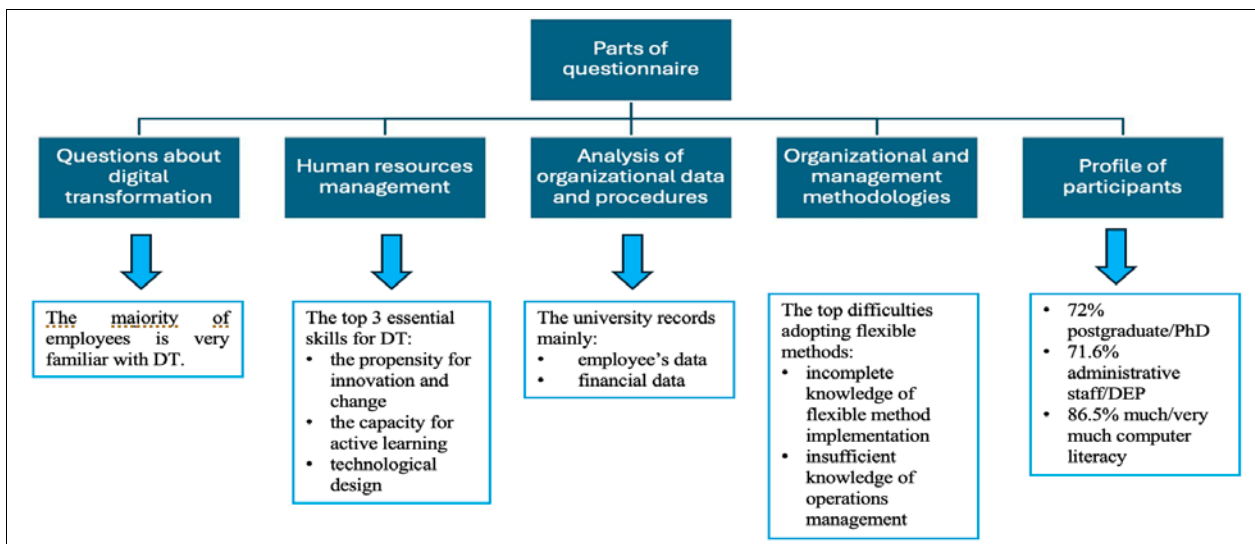 Parts of
questionnaire
Questions about
digital
transformation
Human resources
management
Analysis of
organizational data
and procedures
Organizational and
management
methodologies
Profile of
participants
The majority of
employees is very
familiar with DT.
The top 3 essential
skills for DT:
• the propensity for
innovation and
change
• the capacity for
active learning
• technological
design
The university records
mainly:
• employee's data
• financial data
The top difficulties
adopting flexible
methods:
• incomplete
knowledge of
flexible method
implementation
• insufficient
knowledge of
operations
management
• 72%
postgraduate/PhD
• 71.6%
administrative
staff/DEP
• 86.5% much/very
much computer
literacy